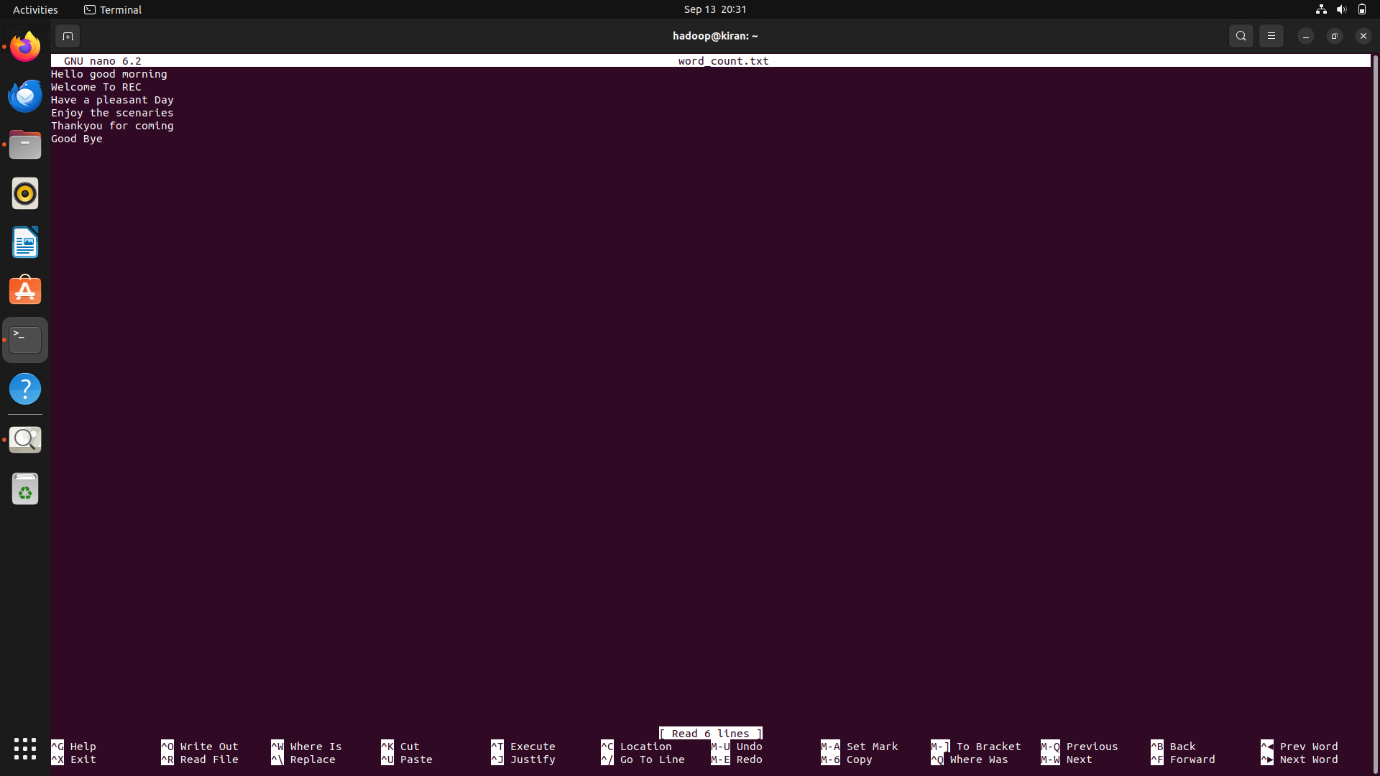 Activities Terminal Sep 13 20:31
hadoop@kiran: ~
GNU nano 6.2 word_count.txt
Hello good morning
Welcome To REC
Have a pleasant Day
Enjoy the scenaries
Thankyou for coming
Good Bye
[ Read 6 lines ]
^G Help ^O Write Out ^W Where Is ^K Cut ^T Execute ^C Location M-U Undo M-A Set Mark M-] To Bracket M-Q Previous ^B Back ^◀ Prev Word
^X Exit ^R Read File ^\ Replace ^U Paste ^J Justify ^/ Go To Line M-E Redo M-6 Copy ^Q Where Was M-W Next ^F Forward ^▶ Next Word